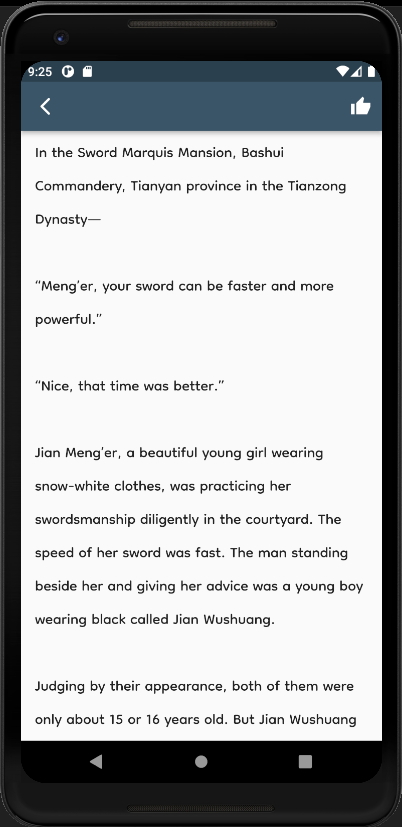 9:25
In the Sword Marquis Mansion, Bashui
Commandery, Tianyan province in the Tianzong
Dynasty—
“Meng’er, your sword can be faster and more
powerful.”
“Nice, that time was better.”
Jian Meng’er, a beautiful young girl wearing
snow-white clothes, was practicing her
swordsmanship diligently in the courtyard. The
speed of her sword was fast. The man standing
beside her and giving her advice was a young boy
wearing black called Jian Wushuang.
Judging by their appearance, both of them were
only about 15 or 16 years old. But Jian Wushuang